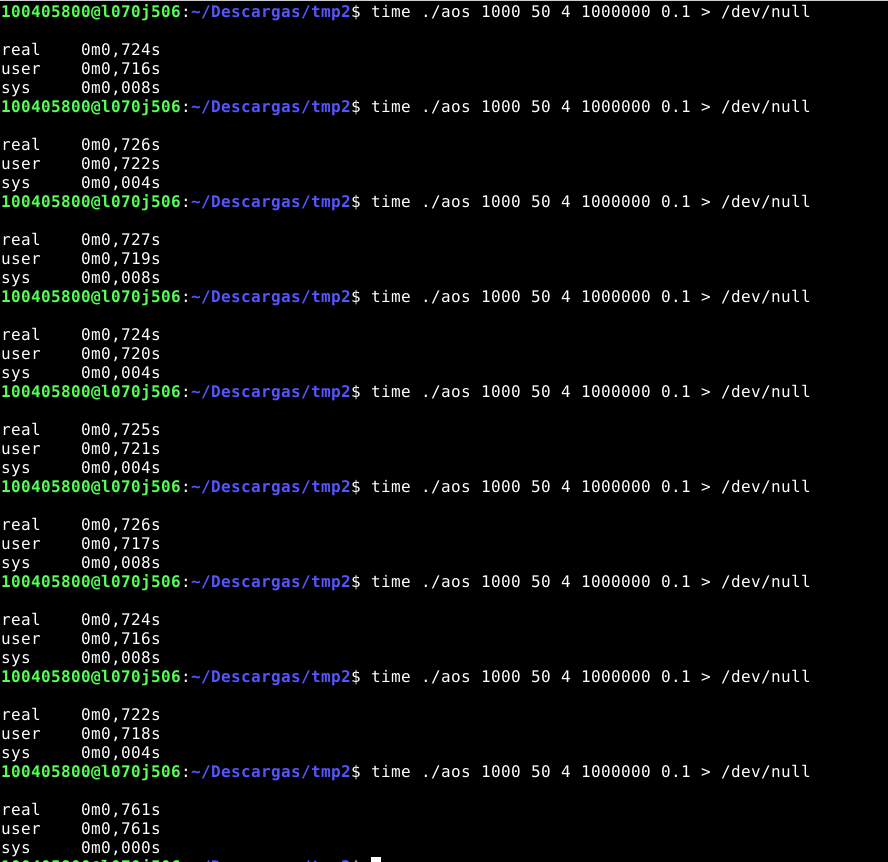 100405800@l070j506:~/Descargas/tmp2$ time ./aos 1000 50 4 1000000 0.1 > /dev/null
real    0m0,724s
user    0m0,716s
sys     0m0,008s
100405800@l070j506:~/Descargas/tmp2$ time ./aos 1000 50 4 1000000 0.1 > /dev/null
real    0m0,726s
user    0m0,722s
sys     0m0,004s
100405800@l070j506:~/Descargas/tmp2$ time ./aos 1000 50 4 1000000 0.1 > /dev/null
real    0m0,727s
user    0m0,719s
sys     0m0,008s
100405800@l070j506:~/Descargas/tmp2$ time ./aos 1000 50 4 1000000 0.1 > /dev/null
real    0m0,724s
user    0m0,720s
sys     0m0,004s
100405800@l070j506:~/Descargas/tmp2$ time ./aos 1000 50 4 1000000 0.1 > /dev/null
real    0m0,725s
user    0m0,721s
sys     0m0,004s
100405800@l070j506:~/Descargas/tmp2$ time ./aos 1000 50 4 1000000 0.1 > /dev/null
real    0m0,726s
user    0m0,717s
sys     0m0,008s
100405800@l070j506:~/Descargas/tmp2$ time ./aos 1000 50 4 1000000 0.1 > /dev/null
real    0m0,724s
user    0m0,716s
sys     0m0,008s
100405800@l070j506:~/Descargas/tmp2$ time ./aos 1000 50 4 1000000 0.1 > /dev/null
real    0m0,722s
user    0m0,718s
sys     0m0,004s
100405800@l070j506:~/Descargas/tmp2$ time ./aos 1000 50 4 1000000 0.1 > /dev/null
real    0m0,761s
user    0m0,761s
sys     0m0,000s